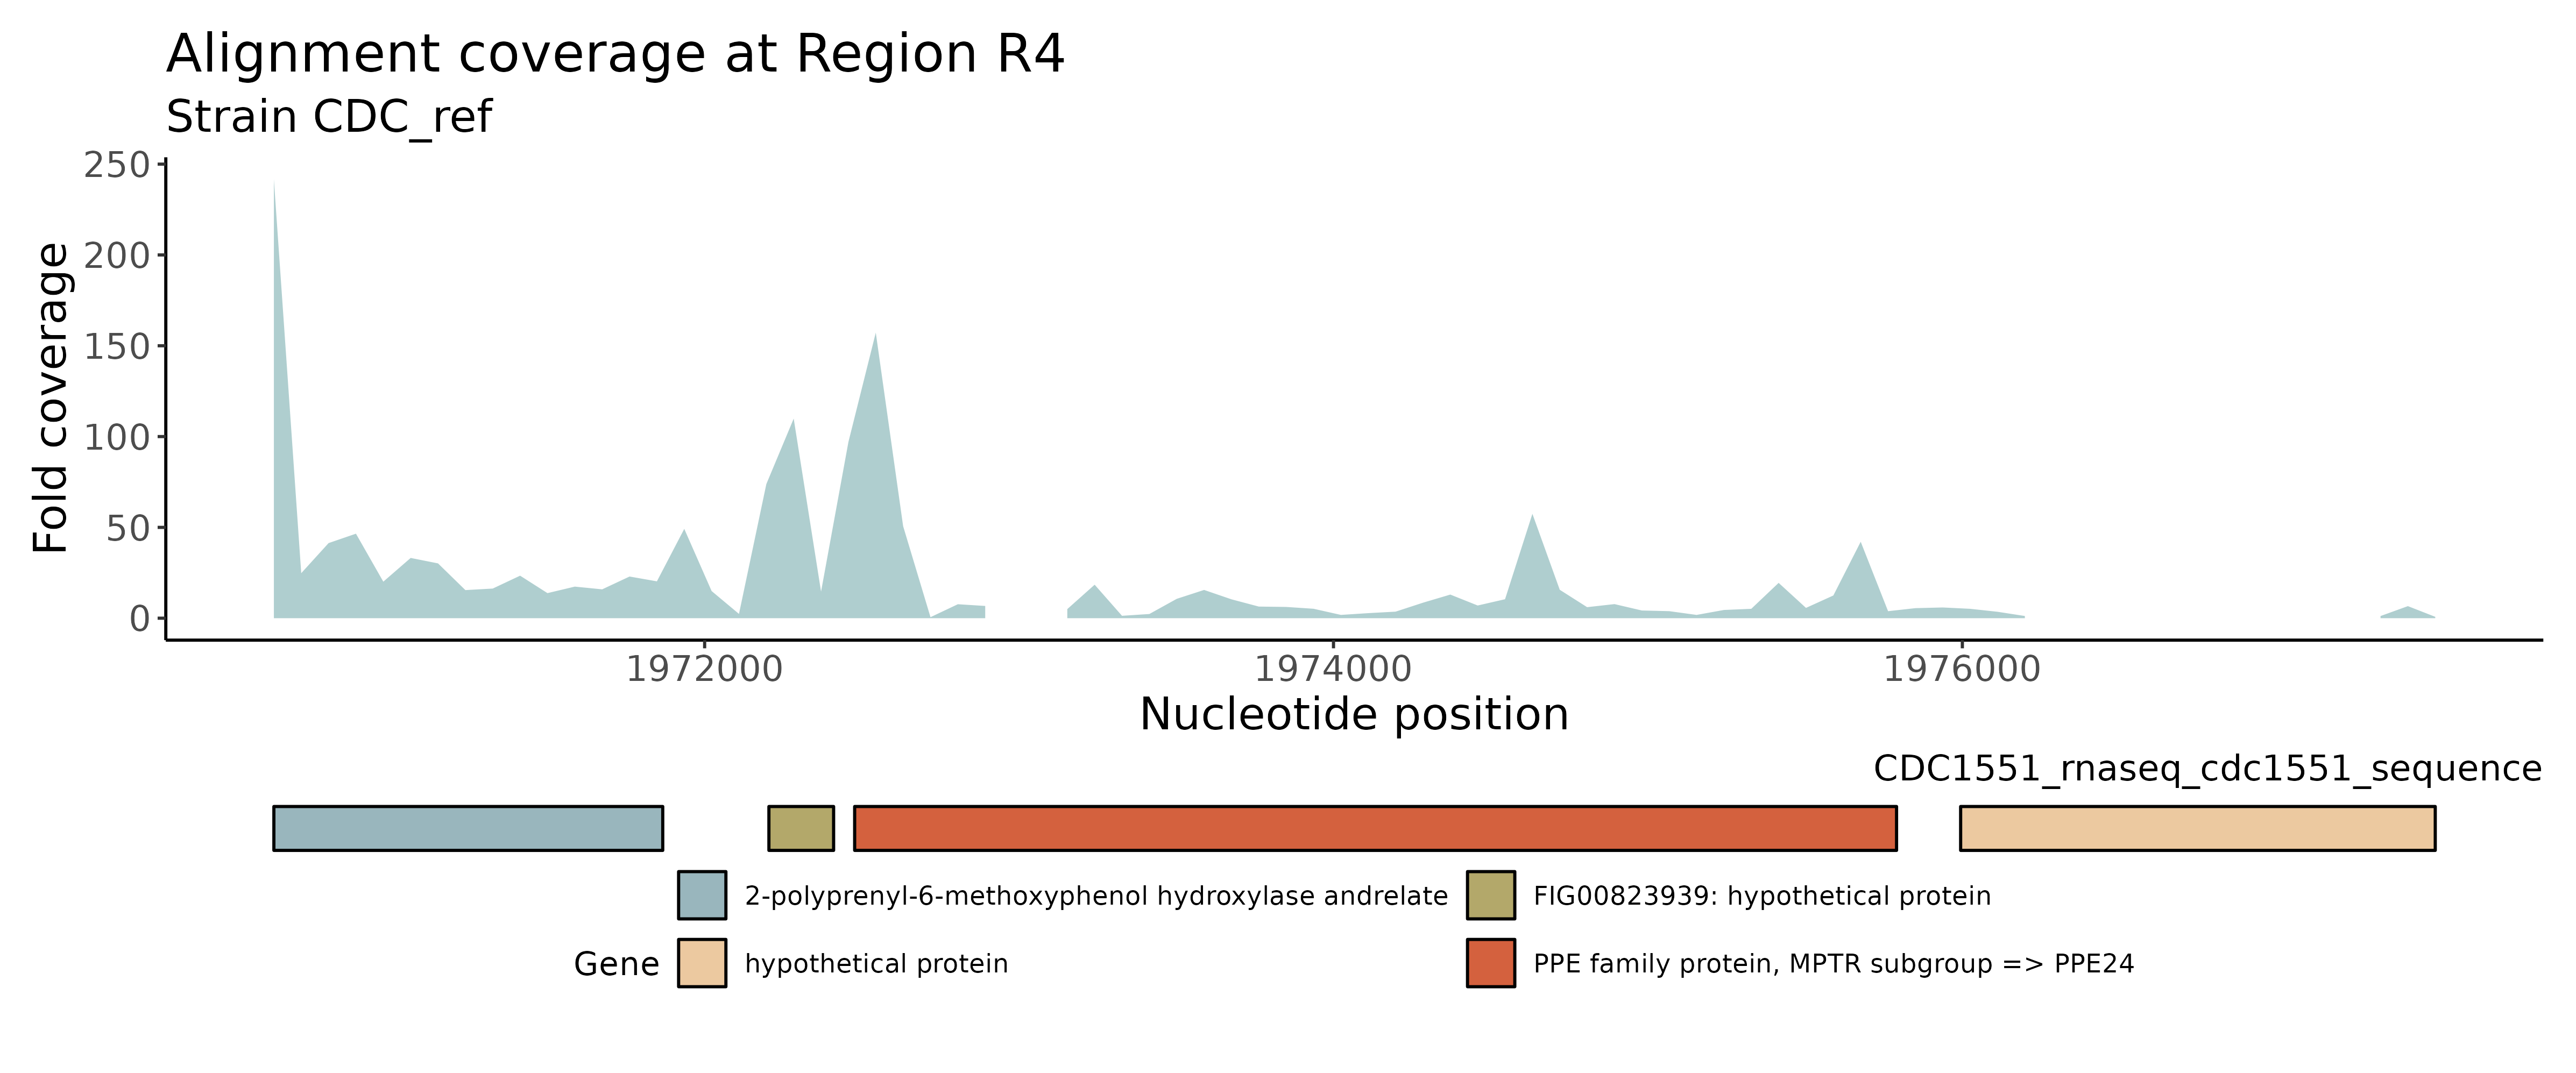 Alignment coverage at Region R4
Strain CDC_ref
250
200
150
100
50
0
Fold coverage
1972000 1974000 1976000
Nucleotide position
CDC1551_rnaseq_cdc1551_sequence
2-polyprenyl-6-methoxyphenol hydroxylase andrelate FIG00823939: hypothetical protein
Gene hypothetical protein PPE family protein, MPTR subgroup => PPE24